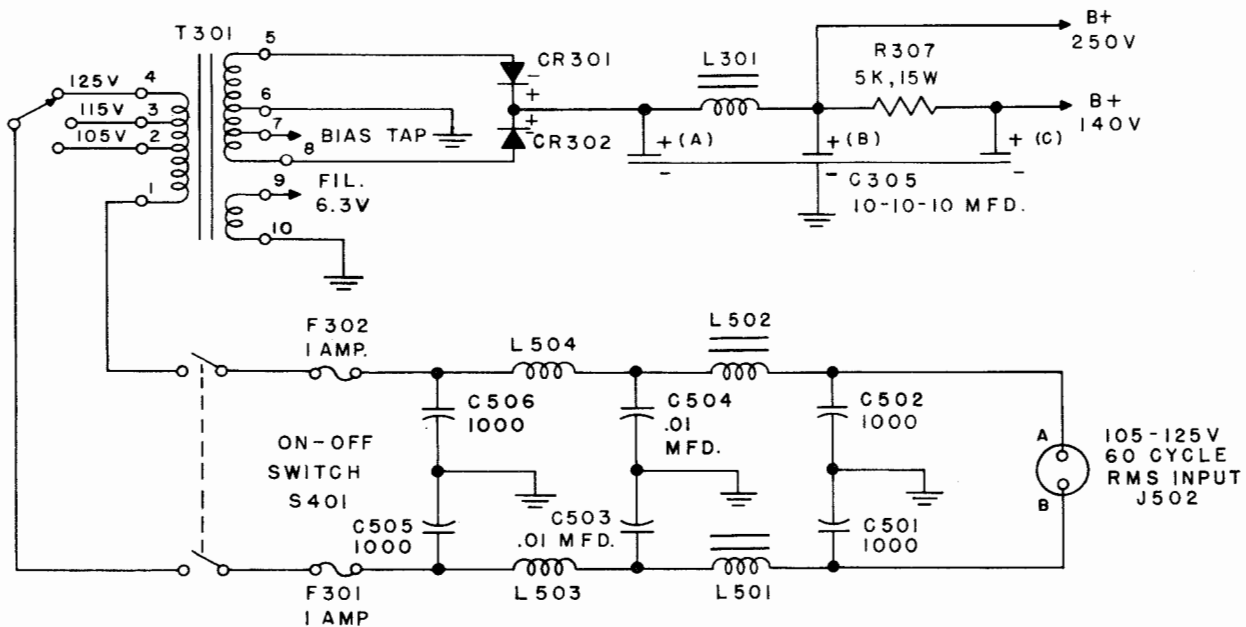 T301
125V
4
115V
3
105V
2
1
5
6
7
BIAS TAP
8
9
FIL.
6.3V
10
CR301
-
+
+
-
CR302
L301
B+
250V
R307
5K, 15W
B+
140V
+ (A)
-
+ (B)
-
+ (C)
-
C305
10-10-10 MFD.
F302
1 AMP.
L504
L502
C506
1000
C504
.01
MFD.
C502
1000
ON-OFF
SWITCH
S401
A
B
105-125V
60 CYCLE
RMS INPUT
J502
C505
1000
C503
.01 MFD.
C501
1000
F301
1 AMP
L503
L501